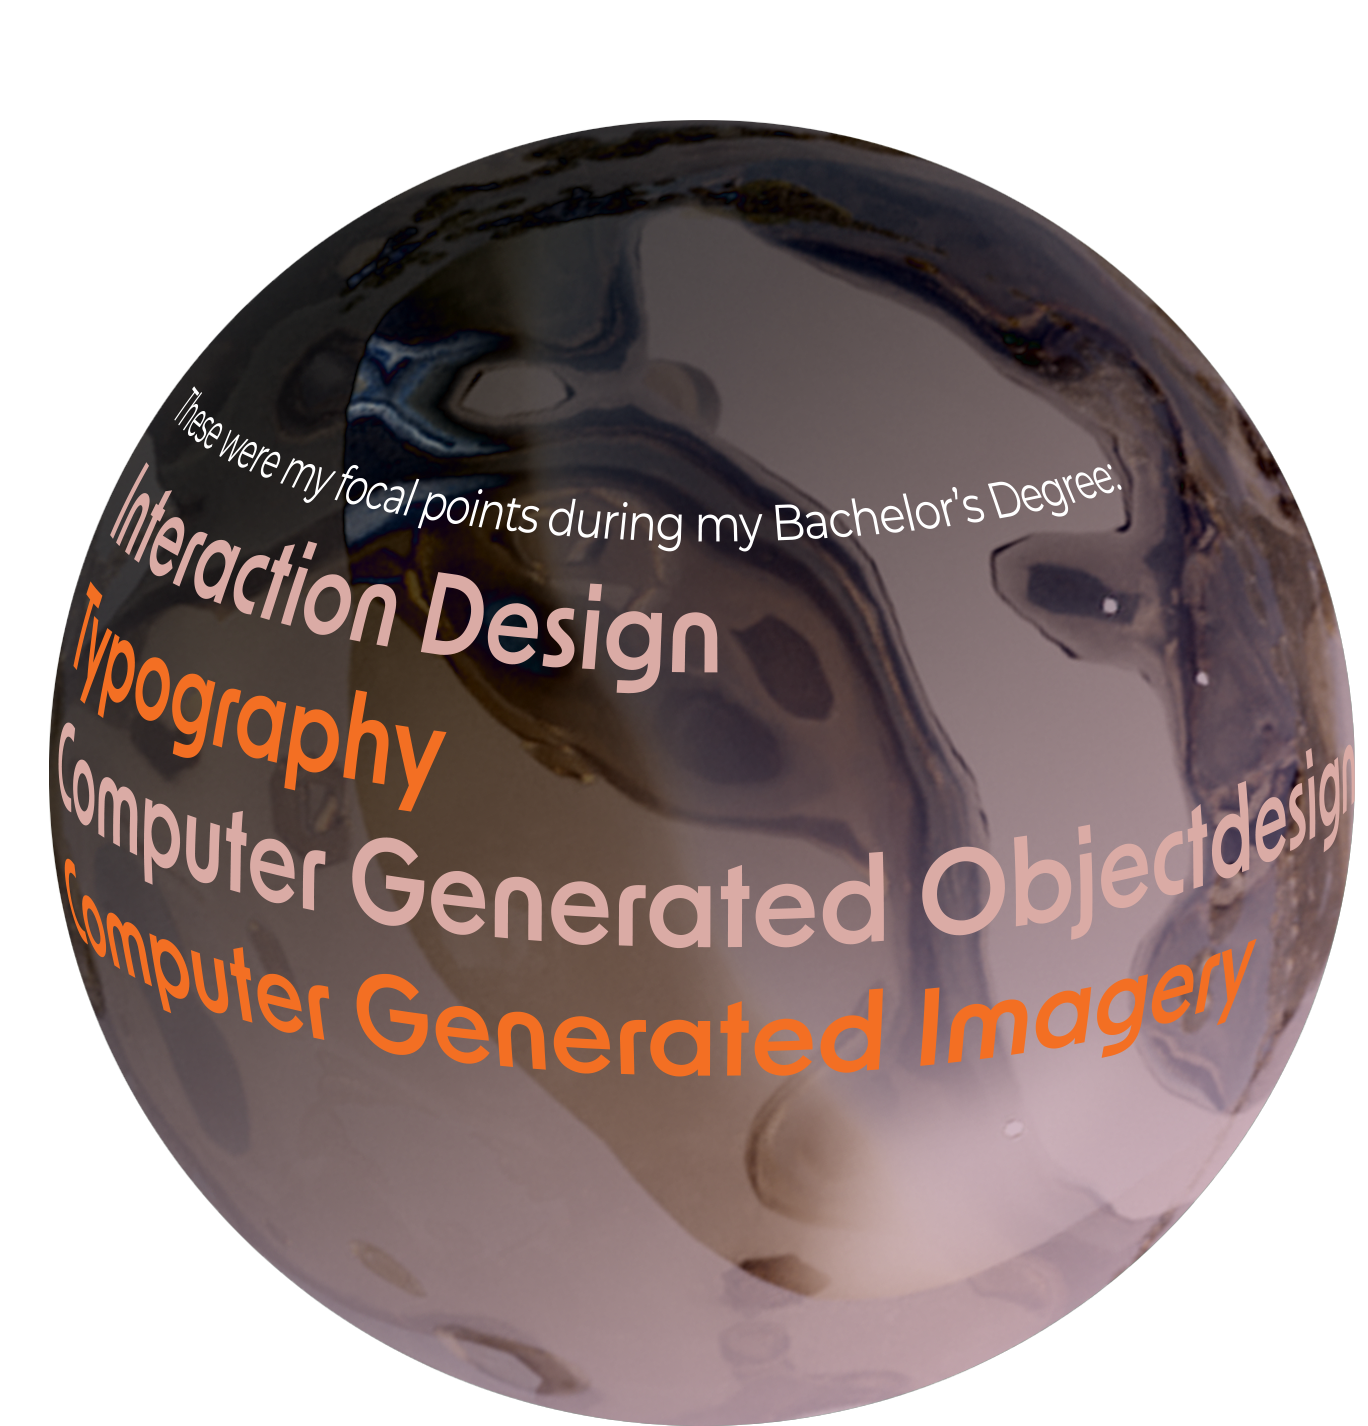 These were my focal points during my Bachelor’s Degree:
Interaction Design
Typography
Computer Generated Objectdesign
Computer Generated Imagery